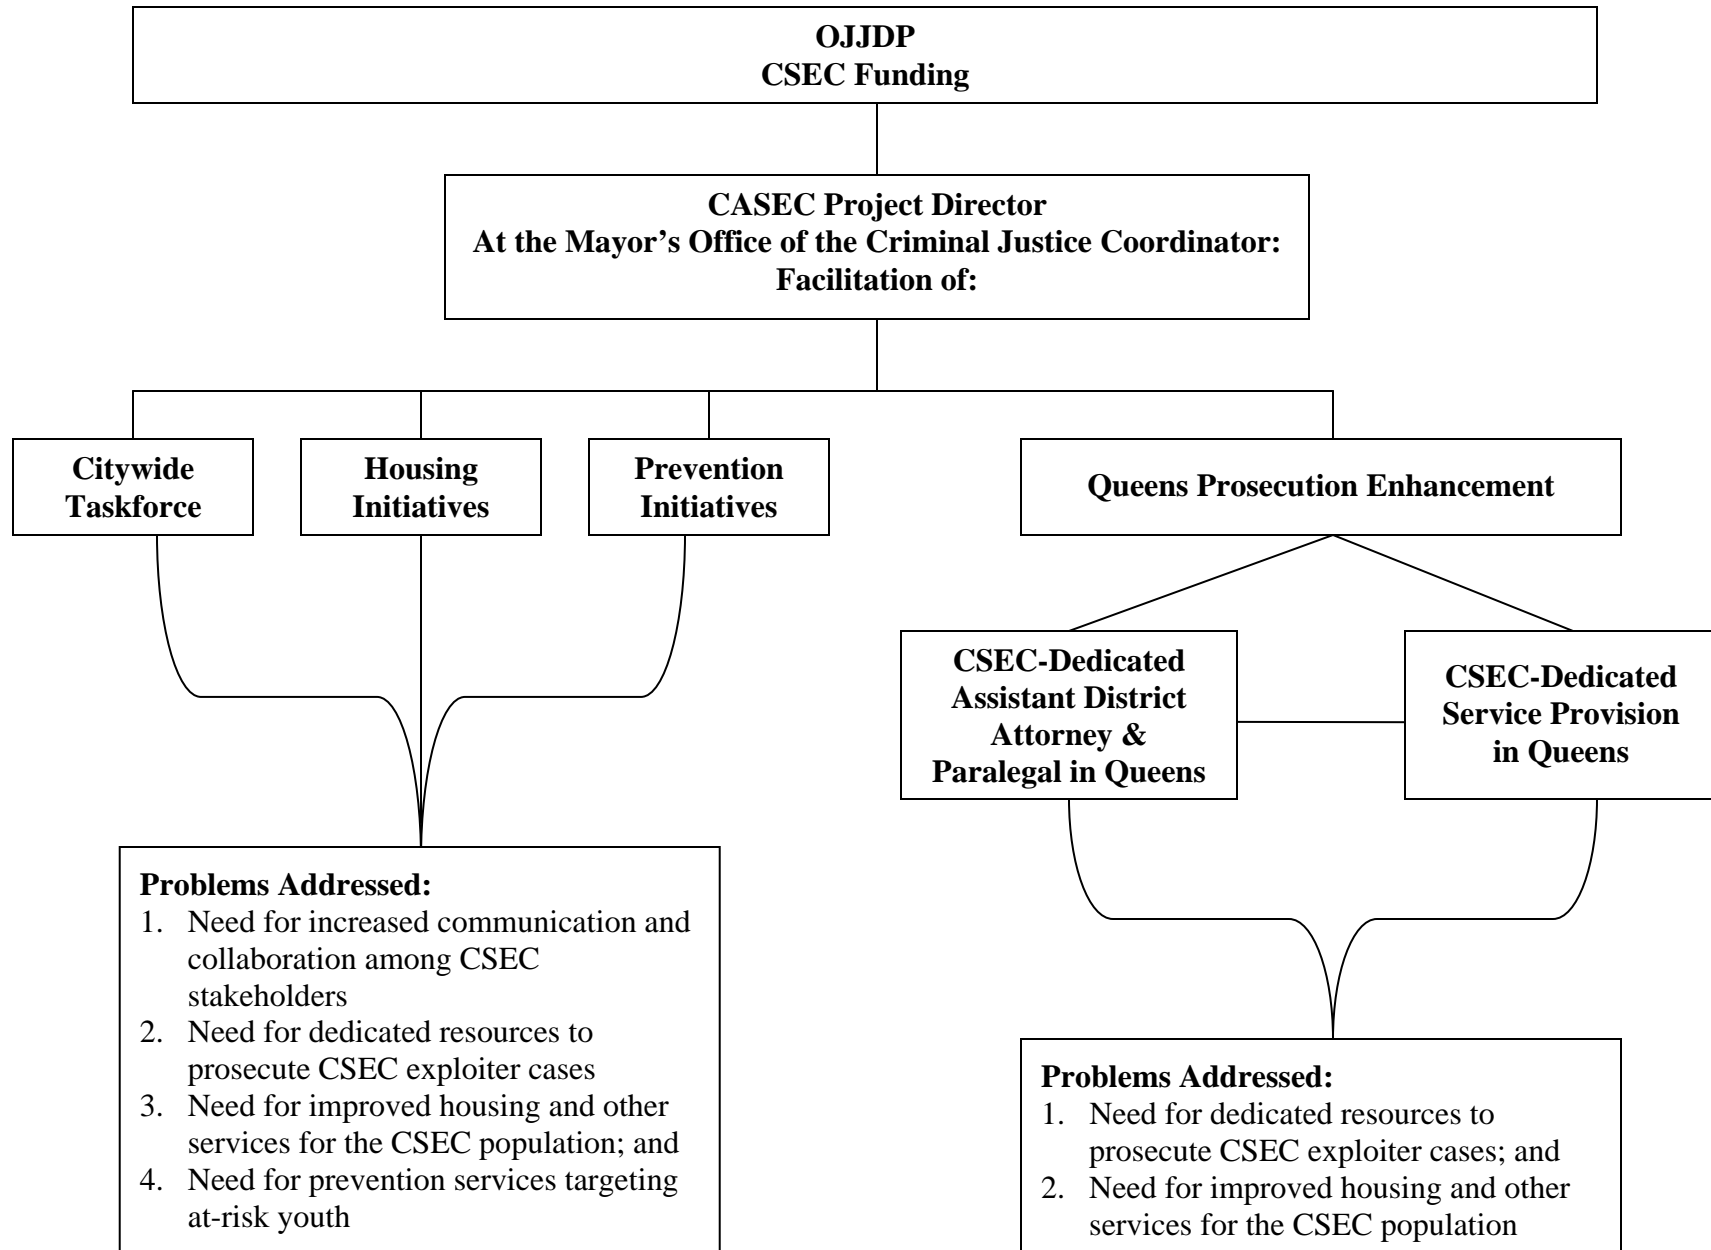 OJJDP
CSEC Funding
CASEC Project Director
At the Mayor’s Office of the Criminal Justice Coordinator:
Facilitation of:
Citywide
Taskforce
Housing
Initiatives
Prevention
Initiatives
Queens Prosecution Enhancement
CSEC-Dedicated
Assistant District
Attorney &
Paralegal in Queens
CSEC-Dedicated
Service Provision
in Queens
Problems Addressed:
1. Need for increased communication and
collaboration among CSEC
stakeholders
2. Need for dedicated resources to
prosecute CSEC exploiter cases
3. Need for improved housing and other
services for the CSEC population; and
4. Need for prevention services targeting
at-risk youth
Problems Addressed:
1. Need for dedicated resources to
prosecute CSEC exploiter cases; and
2. Need for improved housing and other
services for the CSEC population